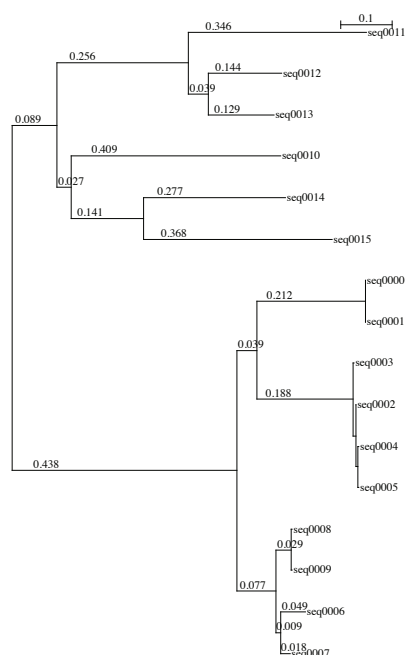 0.1
0.346
seq0011
0.256
0.144
seq0012
0.039
0.129
seq0013
0.089
0.409
seq0010
0.027
0.277
seq0014
0.141
0.368
seq0015
seq0000
0.212
seq0001
0.039
seq0003
0.188
seq0002
seq0004
0.438
seq0005
seq0008
0.029
seq0009
0.077
0.049
seq0006
0.009
0.018
seq0007